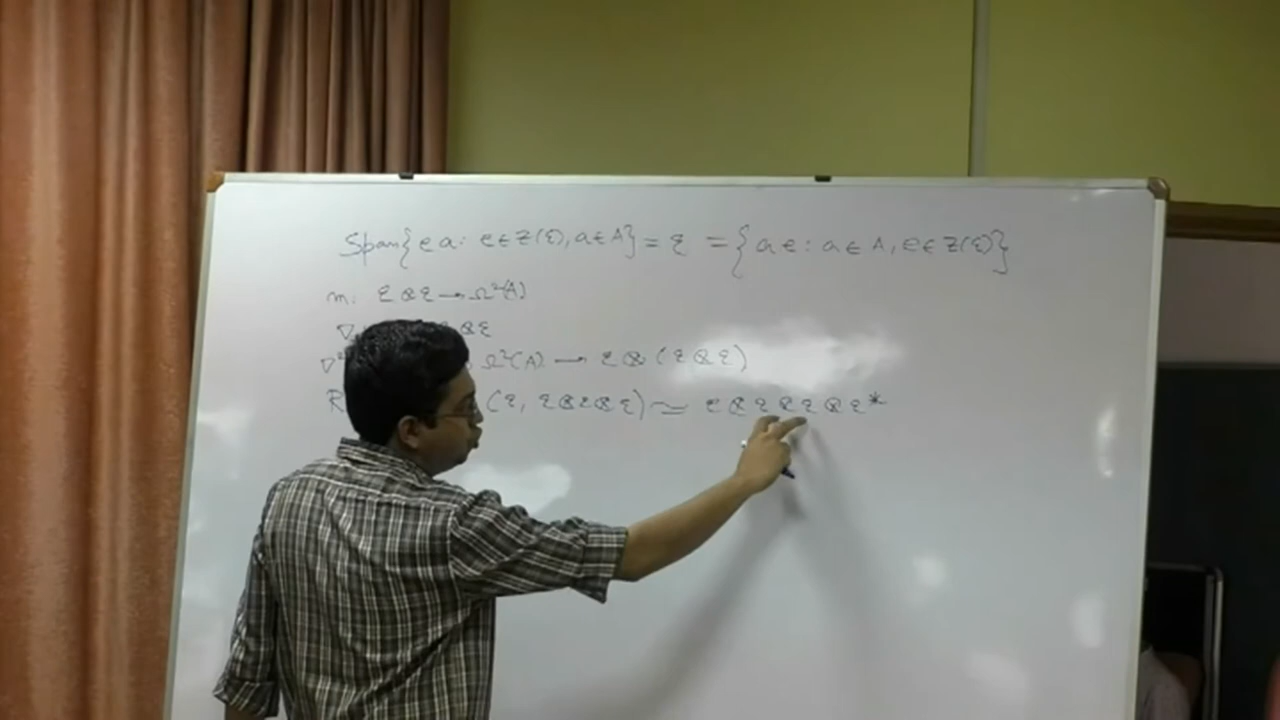 Span{ea: e∈Z(ε), a∈A} = ε = {ae: a∈A, e∈Z(ε)}
m: ε⊗ε → Ω²(A)
∇ ⊗ε
∇² Ω²(A) → ε⊗(ε⊗ε)
R (ε, ε⊗ε⊗ε) ≃ ε⊗ε⊗ε⊗ε*